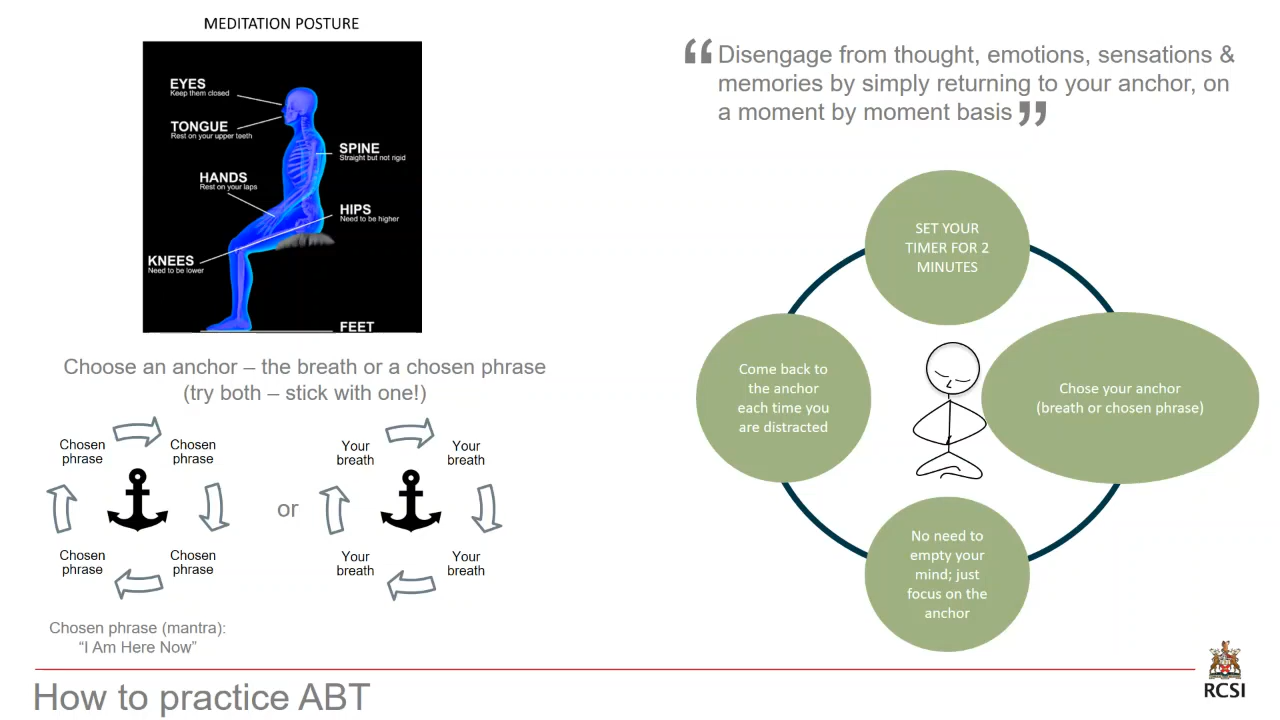 MEDITATION POSTURE
EYES
Keep them closed
TONGUE
Rest on your upper teeth
SPINE
Straight but not rigid
HANDS
Rest on your laps
HIPS
Need to be higher
KNEES
Need to be lower
FEET
Choose an anchor – the breath or a chosen phrase
(try both – stick with one!)
Chosen
phrase
Chosen
phrase
Chosen
phrase
Chosen
phrase
or
Your
breath
Your
breath
Your
breath
Your
breath
Chosen phrase (mantra):
“I Am Here Now”
“Disengage from thought, emotions, sensations &
memories by simply returning to your anchor, on
a moment by moment basis”
SET YOUR
TIMER FOR 2
MINUTES
Chose your anchor
(breath or chosen phrase)
No need to
empty your
mind; just
focus on the
anchor
Come back to
the anchor
each time you
are distracted
How to practice ABT
RCSI